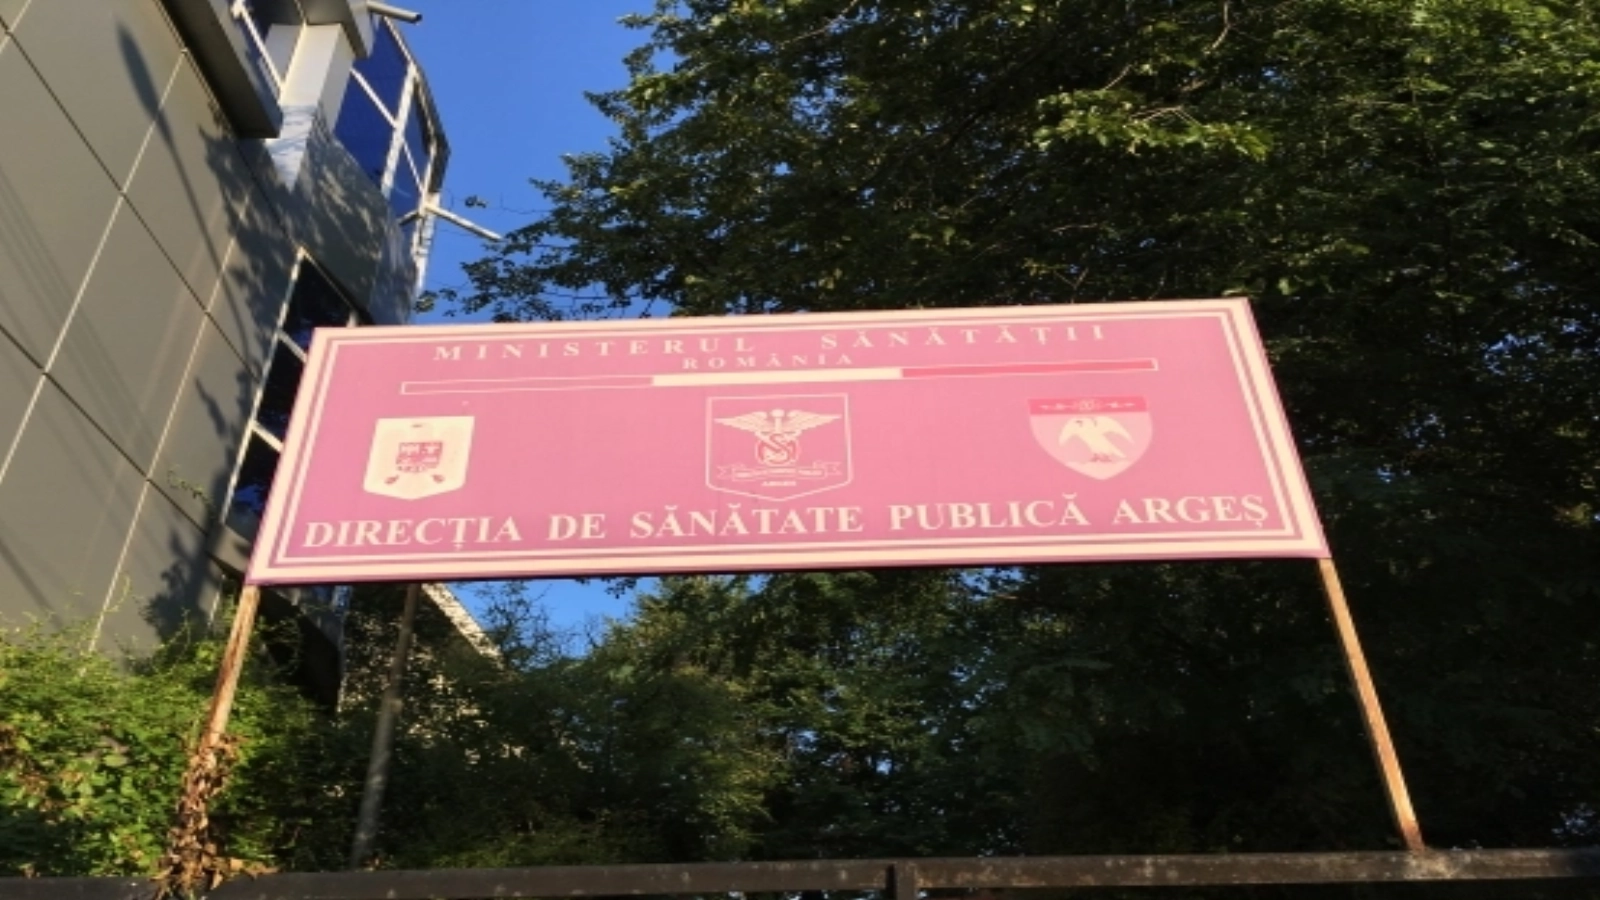 MINISTERUL SĂNĂTĂȚII
ROMÂNIA
DIRECȚIA DE SĂNĂTATE PUBLICĂ ARGEȘ